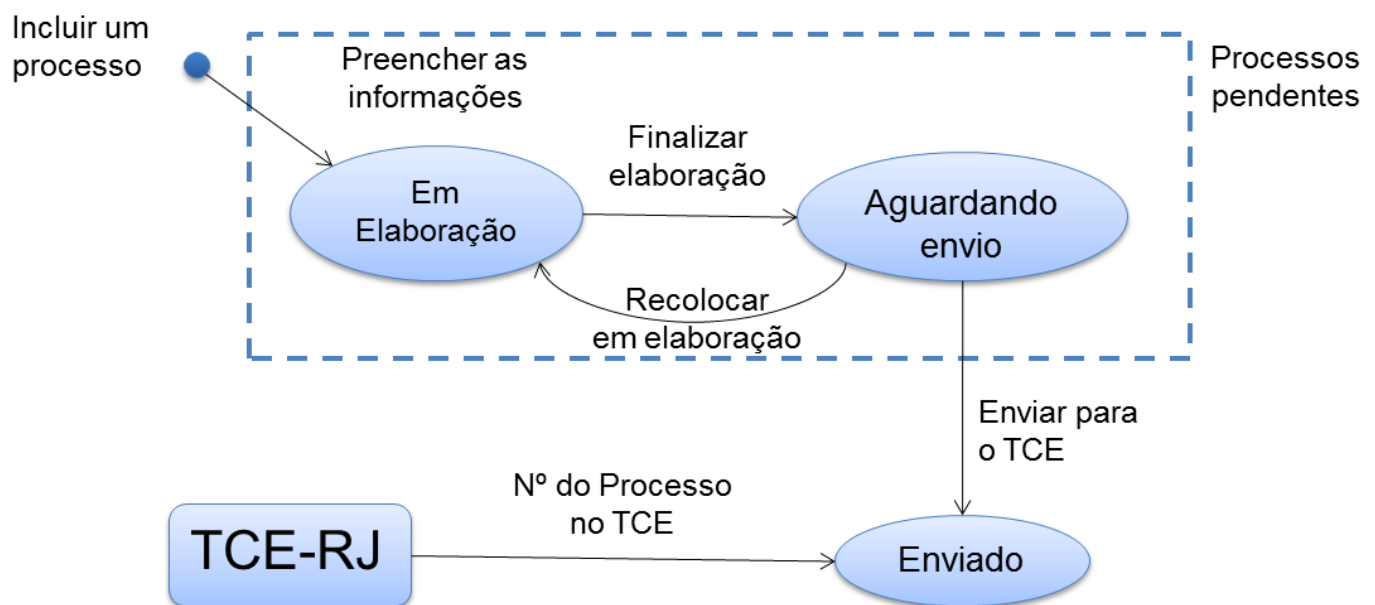 Incluir um
processo
Preencher as
informações
Processos
pendentes
Finalizar
elaboração
Em
Elaboração
Aguardando
envio
Recolocar
em elaboração
Enviar para
o TCE
Nº do Processo
no TCE
TCE-RJ
Enviado